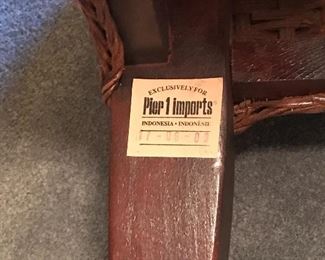 EXCLUSIVELY FOR
Pier 1 imports
INDONESIA • INDONÉSIE